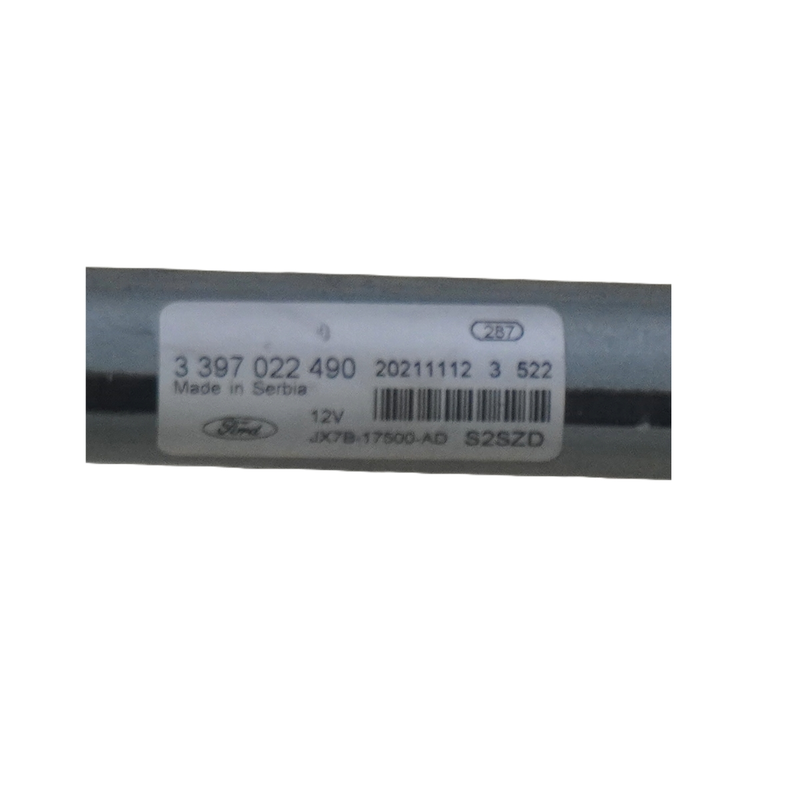 287
3 397 022 490 20211112 3 522
Made in Serbia
12V
Ford JX7B-17500-AD S2SZD